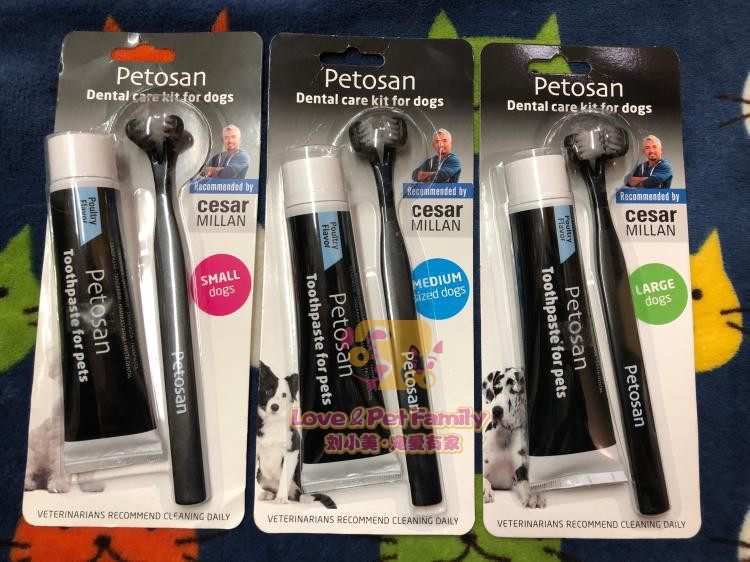 Petosan
Dental care kit for dogs
Recommended by
cesar
MILLAN
SMALL
dogs
Poultry
Flavor
Petosan
Toothpaste for pets
Petosan
VETERINARIANS RECOMMEND CLEANING DAILY
Petosan
Dental care kit for dogs
Recommended by
cesar
MILLAN
MEDIUM
sized dogs
Poultry
Flavor
Petosan
Toothpaste for pets
Petosan
VETERINARIANS RECOMMEND CLEANING DAILY
Petosan
Dental care kit for dogs
Recommended by
cesar
MILLAN
LARGE
dogs
Poultry
Flavor
Petosan
Toothpaste for pets
Petosan
VETERINARIANS RECOMMEND CLEANING DAILY
Love & Pet Family
刘小美·宠爱有家